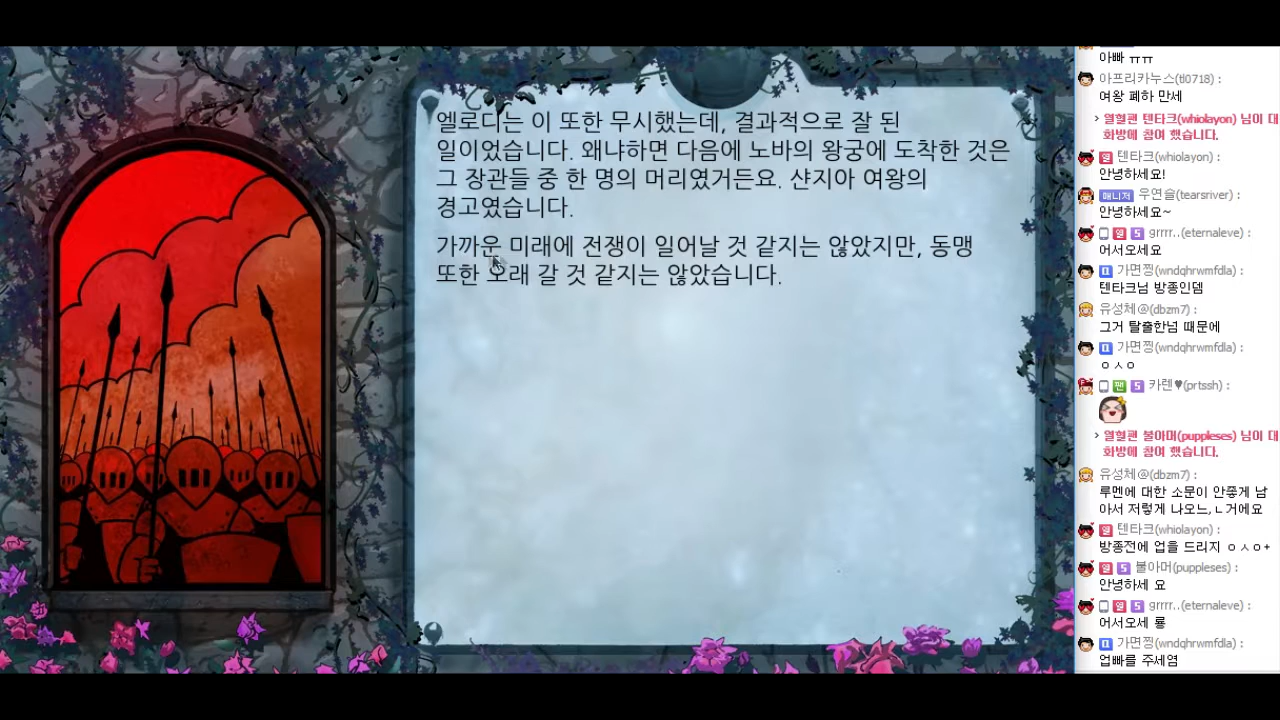 엘로디는 이 또한 무시했는데, 결과적으로 잘 된
일이었습니다. 왜냐하면 다음에 노바의 왕궁에 도착한 것은
그 장관들 중 한 명의 머리였거든요. 샨지아 여왕의
경고였습니다.
가까운 미래에 전쟁이 일어날 것 같지는 않았지만, 동맹
또한 오래 갈 것 같지는 않았습니다.
아빠 ㅠㅠ
아프리카누스(tl0718) :
여왕 폐하 만세
> 열혈팬 텐타크(whiolayon) 님이 대
화방에 참여 했습니다.
열 텐타크(whiolayon) :
안녕하세요!
매니저 우연슬(tearsriver) :
안녕하세요~
열 S grrrr..(eternaleve) :
어서오세요
가면찡(wndqhrwmfdla) :
텐타크님 방종인뎀
유성체@(dbzm7) :
그거 탈출한넘 때문에
가면찡(wndqhrwmfdla) :
ㅇㅅㅇ
팬 S 카렌♥(prtssh) :
> 열혈팬 불아머(puppleses) 님이 대
화방에 참여 했습니다.
유성체@(dbzm7) :
루멘에 대한 소문이 안좋게 남
아서 저렇게 나오느,ㄴ거에요
열 텐타크(whiolayon) :
방종전에 업을 드리지 ㅇㅅㅇ+
열 S 불아머(puppleses) :
안녕하세 요
열 S grrrr..(eternaleve) :
어서오세 룡
가면찡(wndqhrwmfdla) :
업빠를 주세염